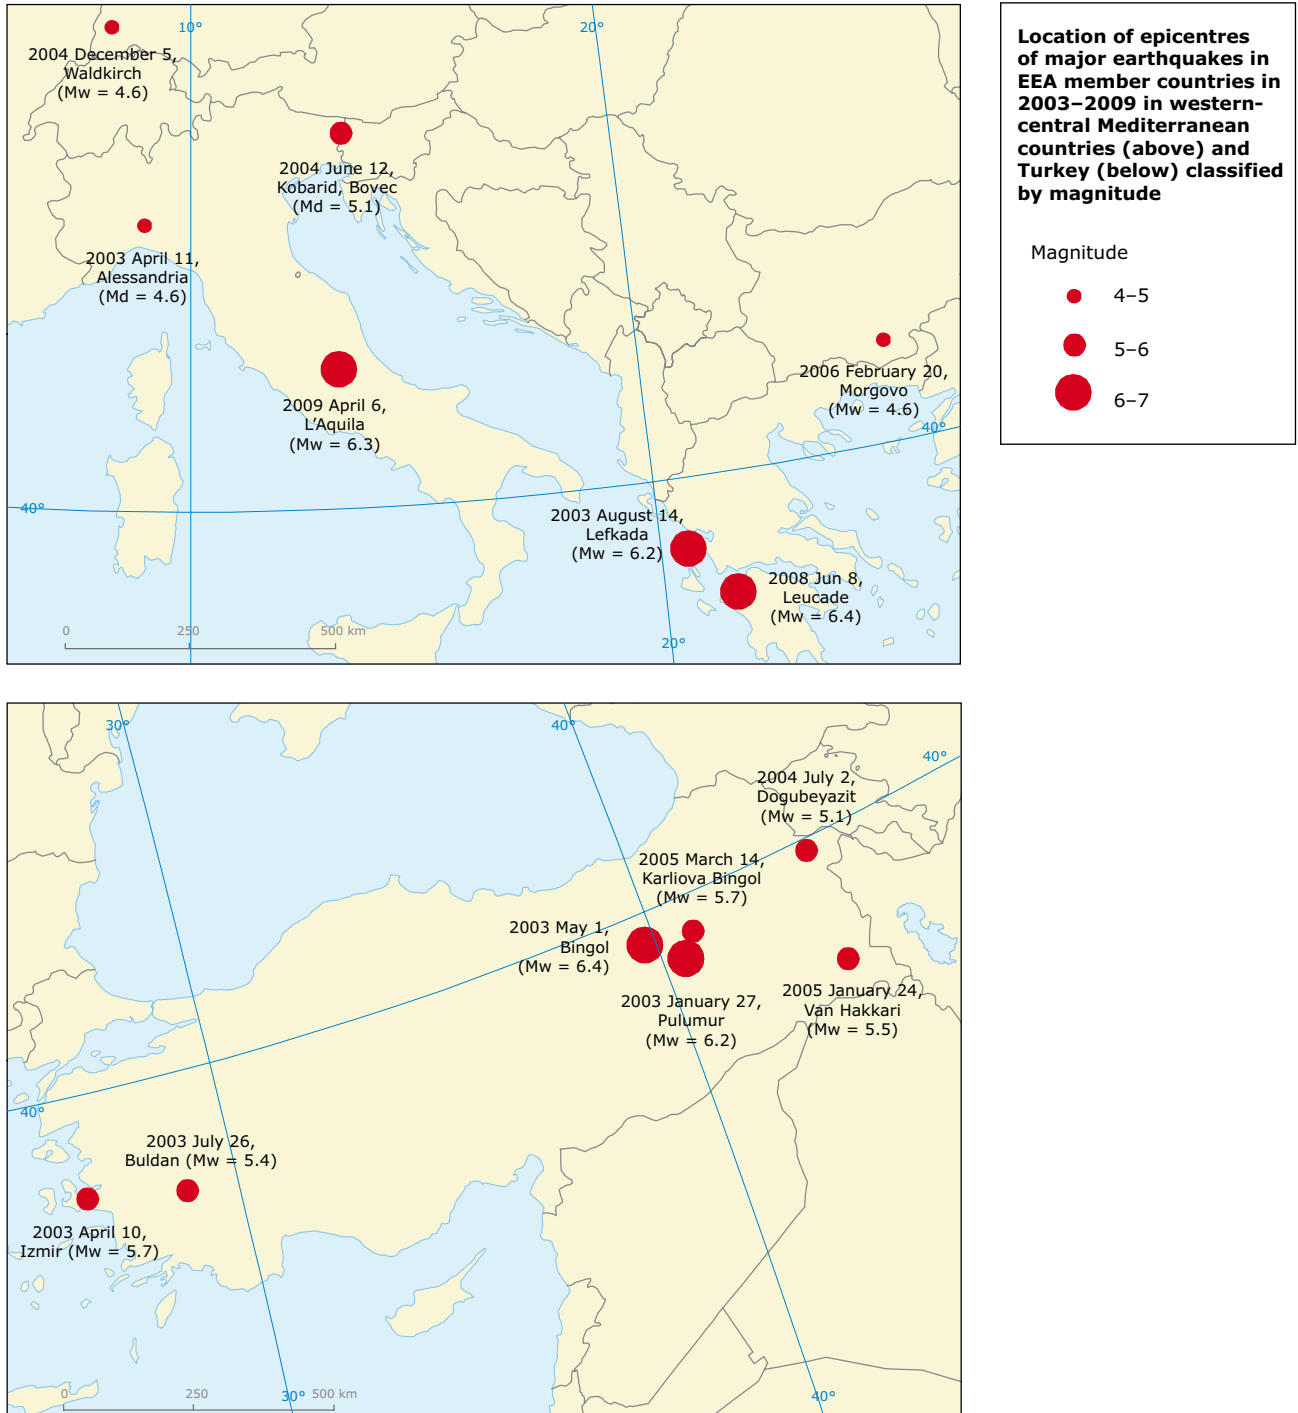 10°
20°
2004 December 5,
Waldkirch
(Mw = 4.6)
2004 June 12,
Kobarid, Bovec
(Md = 5.1)
2003 April 11,
Alessandria
(Md = 4.6)
2006 February 20,
Morgovo
(Mw = 4.6)
2009 April 6,
L'Aquila
(Mw = 6.3)
40°
40°
2003 August 14,
Lefkada
(Mw = 6.2)
2008 Jun 8,
Leucade
(Mw = 6.4)
0 250 500 km
20°
Location of epicentres
of major earthquakes in
EEA member countries in
2003–2009 in western-
central Mediterranean
countries (above) and
Turkey (below) classified
by magnitude
Magnitude
4–5
5–6
6–7
30°
40°
40°
2004 July 2,
Dogubeyazit
(Mw = 5.1)
2005 March 14,
Karliova Bingol
(Mw = 5.7)
2003 May 1,
Bingol
(Mw = 6.4)
2003 January 27,
Pulumur
(Mw = 6.2)
2005 January 24,
Van Hakkari
(Mw = 5.5)
40°
2003 July 26,
Buldan (Mw = 5.4)
2003 April 10,
Izmir (Mw = 5.7)
0 250 500 km
30°
40°